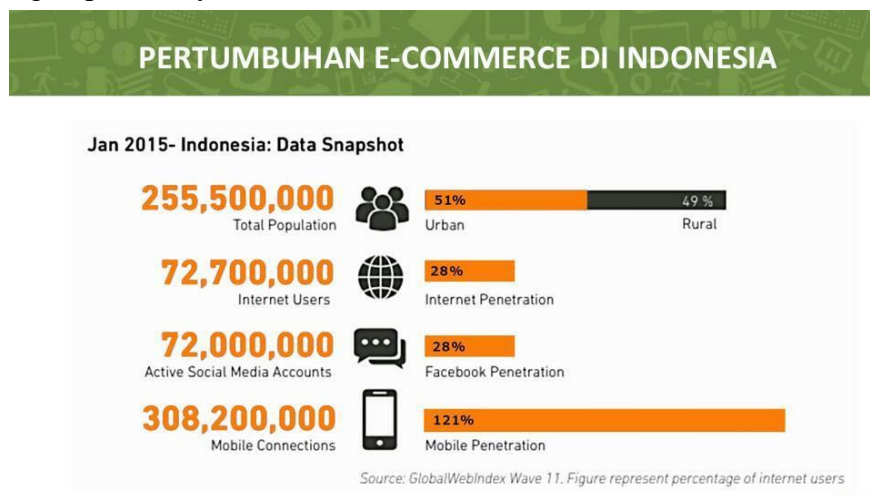 PERTUMBUHAN E-COMMERCE DI INDONESIA
Jan 2015- Indonesia: Data Snapshot
255,500,000
Total Population
51%
49 %
Urban
Rural
72,700,000
Internet Users
28%
Internet Penetration
72,000,000
Active Social Media Accounts
28%
Facebook Penetration
308,200,000
Mobile Connections
121%
Mobile Penetration
Source: GlobalWebIndex Wave 11. Figure represent percentage of internet users